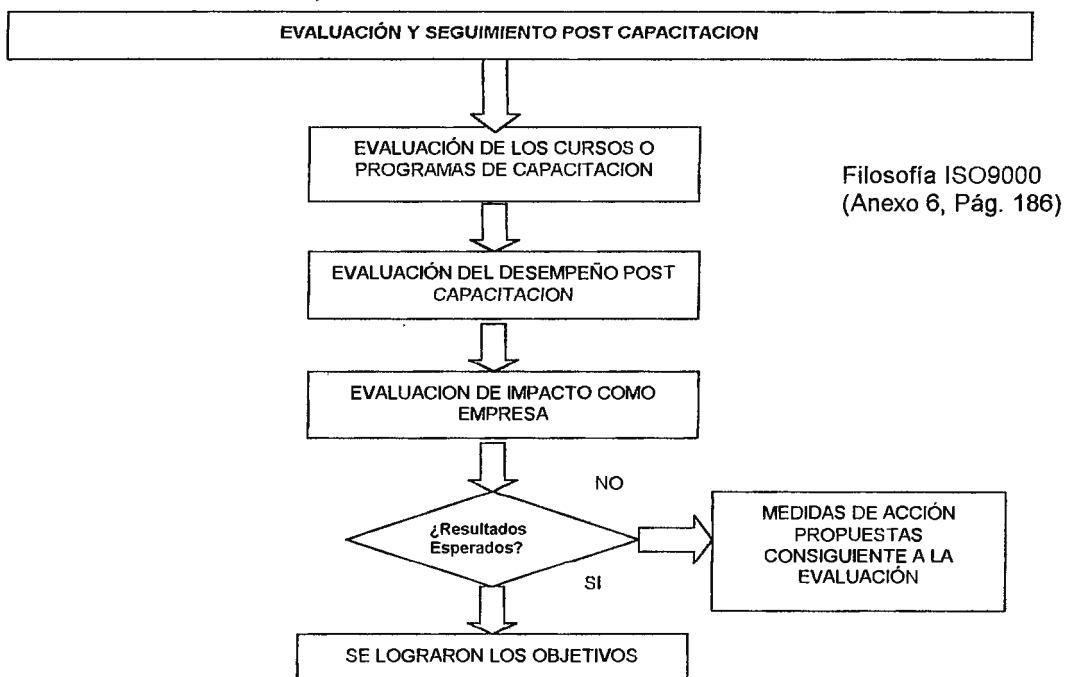 EVALUACIÓN Y SEGUIMIENTO POST CAPACITACION
EVALUACIÓN DE LOS CURSOS O
PROGRAMAS DE CAPACITACION
Filosofía ISO9000
(Anexo 6, Pág. 186)
EVALUACIÓN DEL DESEMPEÑO POST
CAPACITACION
EVALUACION DE IMPACTO COMO
EMPRESA
NO
¿Resultados
Esperados?
MEDIDAS DE ACCIÓN
PROPUESTAS
CONSIGUIENTE A LA
EVALUACIÓN
SI
SE LOGRARON LOS OBJETIVOS